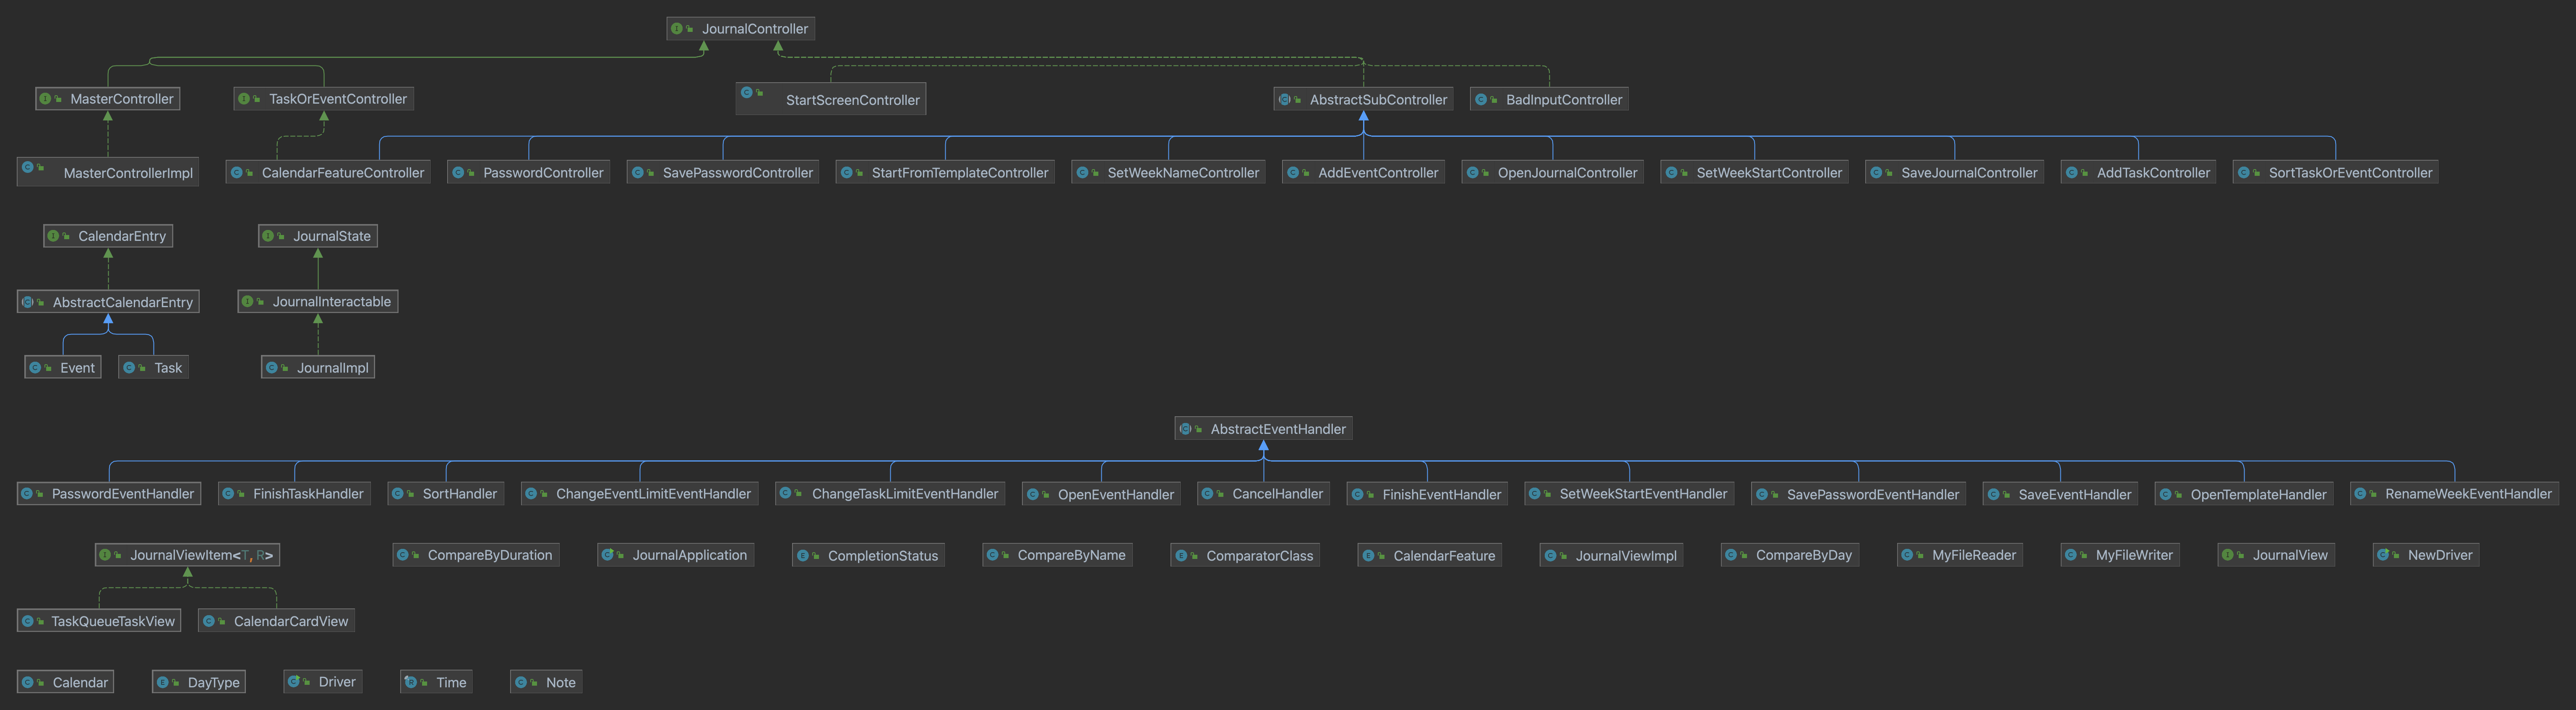 JournalController
MasterController
TaskOrEventController
StartScreenController
AbstractSubController
BadInputController
MasterControllerImpl
CalendarFeatureController
PasswordController
SavePasswordController
StartFromTemplateController
SetWeekNameController
AddEventController
OpenJournalController
SetWeekStartController
SaveJournalController
AddTaskController
SortTaskOrEventController
CalendarEntry
JournalState
AbstractCalendarEntry
JournalInteractable
Event
Task
JournalImpl
AbstractEventHandler
PasswordEventHandler
FinishTaskHandler
SortHandler
ChangeEventLimitEventHandler
ChangeTaskLimitEventHandler
OpenEventHandler
CancelHandler
FinishEventHandler
SetWeekStartEventHandler
SavePasswordEventHandler
SaveEventHandler
OpenTemplateHandler
RenameWeekEventHandler
JournalViewItem<T, R>
CompareByDuration
JournalApplication
CompletionStatus
CompareByName
ComparatorClass
CalendarFeature
JournalViewImpl
CompareByDay
MyFileReader
MyFileWriter
JournalView
NewDriver
TaskQueueTaskView
CalendarCardView
Calendar
DayType
Driver
Time
Note